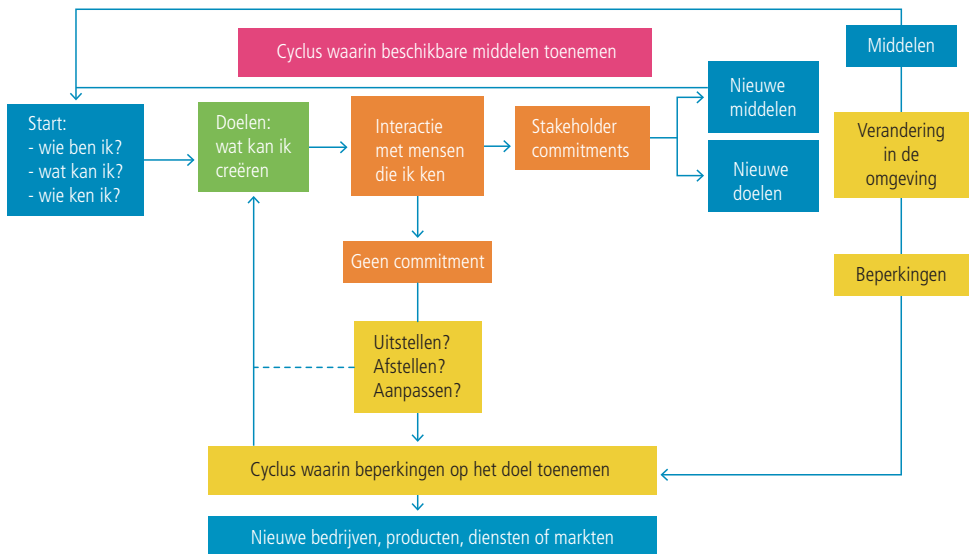 Cyclus waarin beschikbare middelen toenemen
Middelen
Start:
- wie ben ik?
- wat kan ik?
- wie ken ik?
Doelen:
wat kan ik
creëren
Interactie
met mensen
die ik ken
Stakeholder
commitments
Nieuwe
middelen
Nieuwe
doelen
Verandering
in de
omgeving
Geen commitment
Beperkingen
Uitstellen?
Afstellen?
Aanpassen?
Cyclus waarin beperkingen op het doel toenemen
Nieuwe bedrijven, producten, diensten of markten